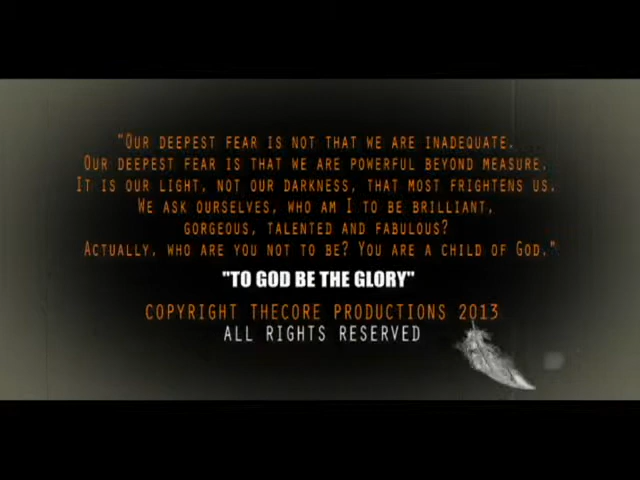 "OUR DEEPEST FEAR IS NOT THAT WE ARE INADEQUATE.
OUR DEEPEST FEAR IS THAT WE ARE POWERFUL BEYOND MEASURE.
IT IS OUR LIGHT, NOT OUR DARKNESS, THAT MOST FRIGHTENS US.
WE ASK OURSELVES, WHO AM I TO BE BRILLIANT,
GORGEOUS, TALENTED AND FABULOUS?
ACTUALLY, WHO ARE YOU NOT TO BE? YOU ARE A CHILD OF GOD."
"TO GOD BE THE GLORY"
COPYRIGHT THECORE PRODUCTIONS 2013
ALL RIGHTS RESERVED